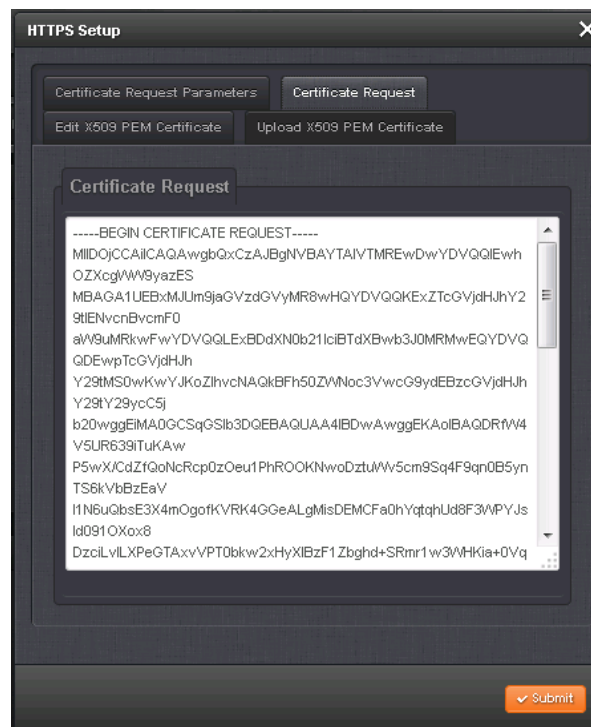 HTTPS Setup
Certificate Request Parameters
Certificate Request
Edit X509 PEM Certificate
Upload X509 PEM Certificate
Certificate Request
-----BEGIN CERTIFICATE REQUEST-----
MIIDOjCCAiICAQAwgbQxCzAJBgNVBAYTAlVTMREwDwYDVQQIEwh
OZXcgWW9yazES
MBAGA1UEBxMJUm9jaGVzdGVyMR8wHQYDVQQKExZTcGVjdHJhY2
9tIENvcnBvcmF0
aW9uMRkwFwYDVQQLExBDdXN0b21lciBTdXBwb3J0MRMwEQYDVQ
QDEwpTcGVjdHJh
Y29tMS0wKwYJKoZIhvcNAQkBFh50ZWNoc3VwcG9ydEBzcGVjdHJh
Y29tY29ycC5j
b20wggEiMA0GCSqGSIb3DQEBAQUAA4IBDwAwggEKAoIBAQDRfW4
V5UR639iTuKAw
P5wX/CdZfQoNcRcp0zOeu1PhROOKNwoDztuWv5cm9Sq4F9qn0B5yn
TS6kVbBzEaV
I1N6uQbsE3X4mOgofKVRK4GGeALgMisDEMCFa0hYqtqhUd8F3WPYJs
Id091OXox8
DzciLvlLXPeGTAxvVPT0bkw2xHyXlBzF1Zbghd+SRmr1w3WHKia+0Vq
Submit